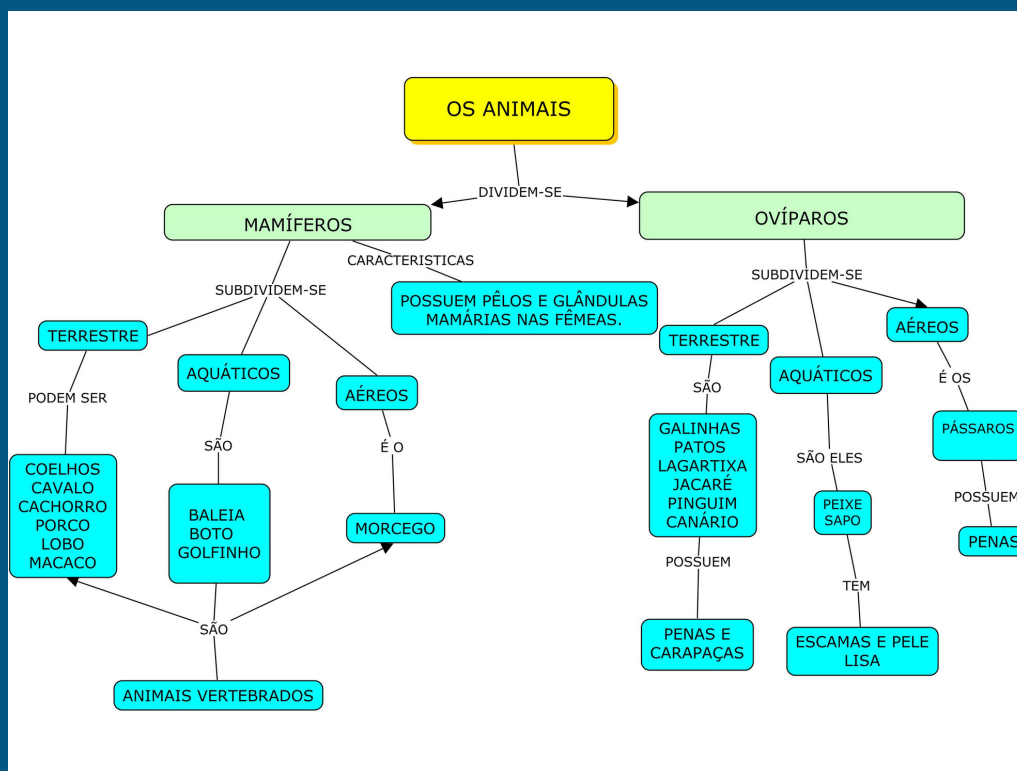 OS ANIMAIS
DIVIDEM-SE
MAMÍFEROS
OVÍPAROS
CARACTERISTICAS
POSSUEM PÊLOS E GLÂNDULAS
MAMÁRIAS NAS FÊMEAS.
SUBDIVIDEM-SE
TERRESTRE
AQUÁTICOS
AÉREOS
PODEM SER
SÃO
É O
COELHOS
CAVALO
CACHORRO
PORCO
LOBO
MACACO
BALEIA
BOTO
GOLFINHO
MORCEGO
SÃO
ANIMAIS VERTEBRADOS
SUBDIVIDEM-SE
TERRESTRE
AQUÁTICOS
AÉREOS
SÃO
SÃO ELES
É OS
GALINHAS
PATOS
LAGARTIXA
JACARÉ
PINGUIM
CANÁRIO
PEIXE
SAPO
PÁSSAROS
POSSUEM
TEM
POSSUEM
PENAS E
CARAPAÇAS
ESCAMAS E PELE
LISA
PENAS